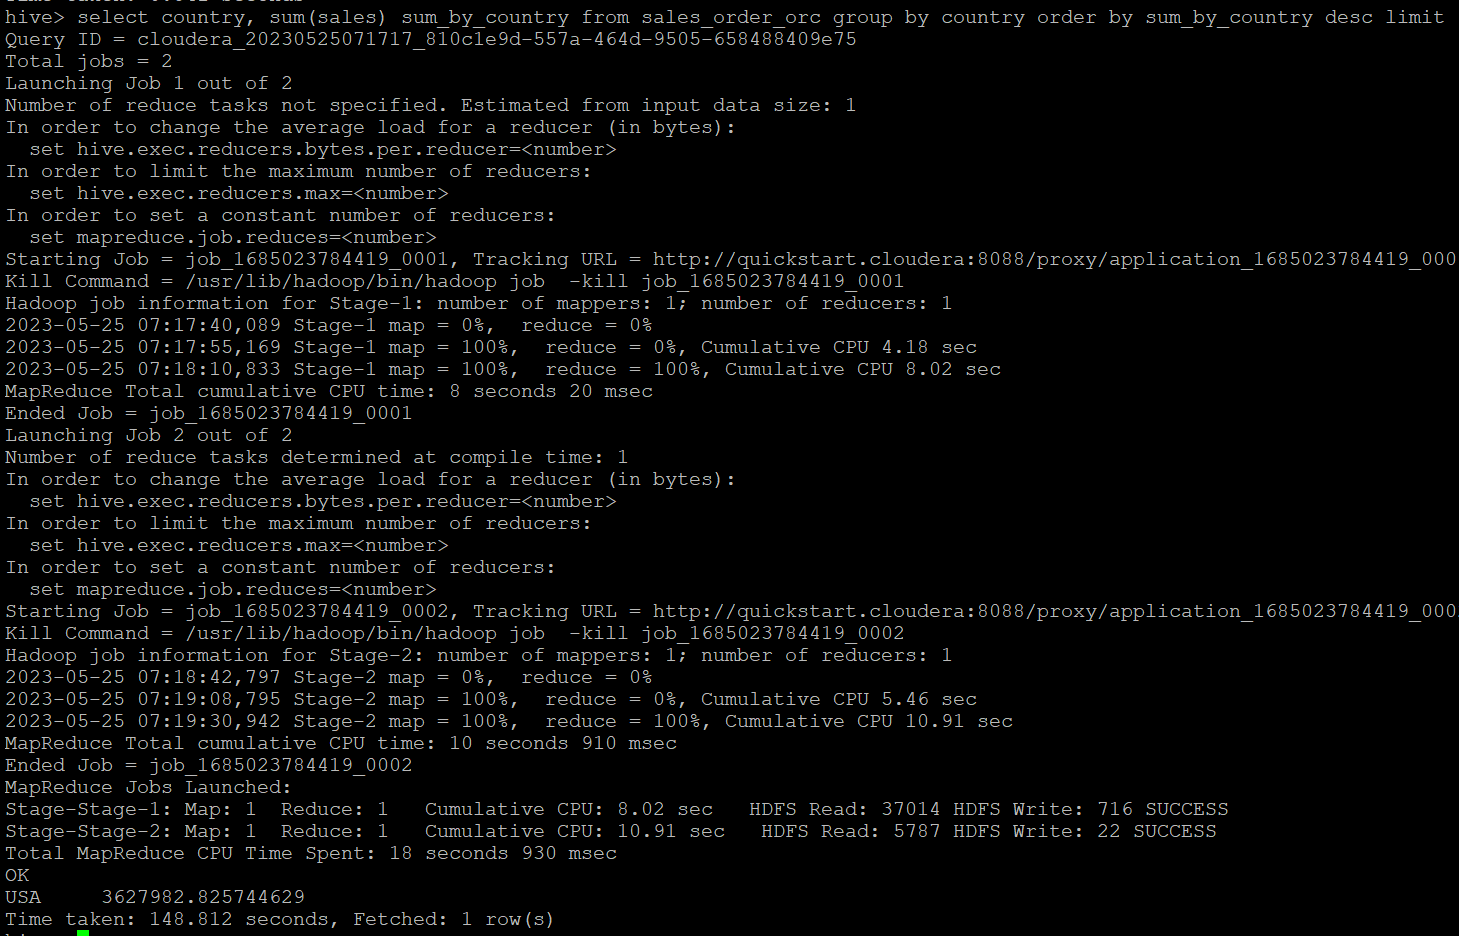 hive> select country, sum(sales) sum_by_country from sales_order_orc group by country order by sum_by_country desc limit
Query ID = cloudera_20230525071717_810c1e9d-557a-464d-9505-658488409e75
Total jobs = 2
Launching Job 1 out of 2
Number of reduce tasks not specified. Estimated from input data size: 1
In order to change the average load for a reducer (in bytes):
  set hive.exec.reducers.bytes.per.reducer=<number>
In order to limit the maximum number of reducers:
  set hive.exec.reducers.max=<number>
In order to set a constant number of reducers:
  set mapreduce.job.reduces=<number>
Starting Job = job_1685023784419_0001, Tracking URL = http://quickstart.cloudera:8088/proxy/application_1685023784419_000
Kill Command = /usr/lib/hadoop/bin/hadoop job  -kill job_1685023784419_0001
Hadoop job information for Stage-1: number of mappers: 1; number of reducers: 1
2023-05-25 07:17:40,089 Stage-1 map = 0%,  reduce = 0%
2023-05-25 07:17:55,169 Stage-1 map = 100%,  reduce = 0%, Cumulative CPU 4.18 sec
2023-05-25 07:18:10,833 Stage-1 map = 100%,  reduce = 100%, Cumulative CPU 8.02 sec
MapReduce Total cumulative CPU time: 8 seconds 20 msec
Ended Job = job_1685023784419_0001
Launching Job 2 out of 2
Number of reduce tasks determined at compile time: 1
In order to change the average load for a reducer (in bytes):
  set hive.exec.reducers.bytes.per.reducer=<number>
In order to limit the maximum number of reducers:
  set hive.exec.reducers.max=<number>
In order to set a constant number of reducers:
  set mapreduce.job.reduces=<number>
Starting Job = job_1685023784419_0002, Tracking URL = http://quickstart.cloudera:8088/proxy/application_1685023784419_000
Kill Command = /usr/lib/hadoop/bin/hadoop job  -kill job_1685023784419_0002
Hadoop job information for Stage-2: number of mappers: 1; number of reducers: 1
2023-05-25 07:18:42,797 Stage-2 map = 0%,  reduce = 0%
2023-05-25 07:19:08,795 Stage-2 map = 100%,  reduce = 0%, Cumulative CPU 5.46 sec
2023-05-25 07:19:30,942 Stage-2 map = 100%,  reduce = 100%, Cumulative CPU 10.91 sec
MapReduce Total cumulative CPU time: 10 seconds 910 msec
Ended Job = job_1685023784419_0002
MapReduce Jobs Launched:
Stage-Stage-1: Map: 1  Reduce: 1   Cumulative CPU: 8.02 sec   HDFS Read: 37014 HDFS Write: 716 SUCCESS
Stage-Stage-2: Map: 1  Reduce: 1   Cumulative CPU: 10.91 sec   HDFS Read: 5787 HDFS Write: 22 SUCCESS
Total MapReduce CPU Time Spent: 18 seconds 930 msec
OK
USA     3627982.825744629
Time taken: 148.812 seconds, Fetched: 1 row(s)